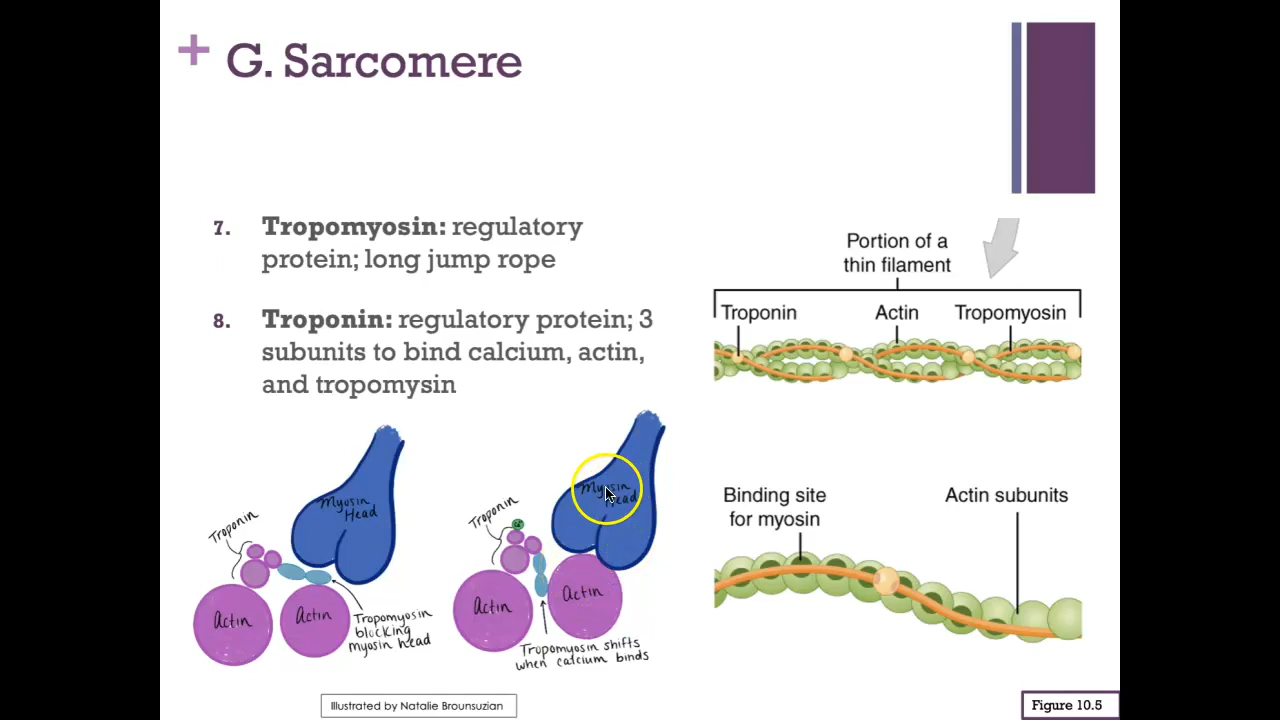 + G. Sarcomere
7. Tropomyosin: regulatory
protein; long jump rope
8. Troponin: regulatory protein; 3
subunits to bind calcium, actin,
and tropomysin
Portion of a
thin filament
Troponin Actin Tropomyosin
Binding site
for myosin
Actin subunits
Troponin
Myosin
Head
Actin
Actin
Tropomyosin
blocking
myosin head
Troponin
Myosin
Head
Actin
Actin
Tropomyosin shifts
when calcium binds
Illustrated by Natalie Brounsuzian
Figure 10.5